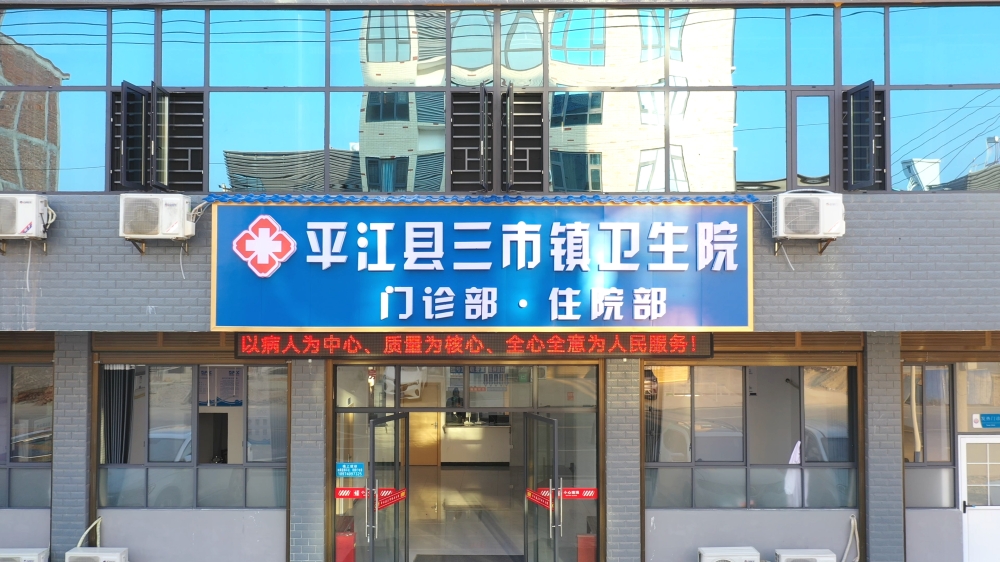 平江县三市镇卫生院
门诊部·住院部
以病人为中心、质量为核心、全心全意为人民服务!